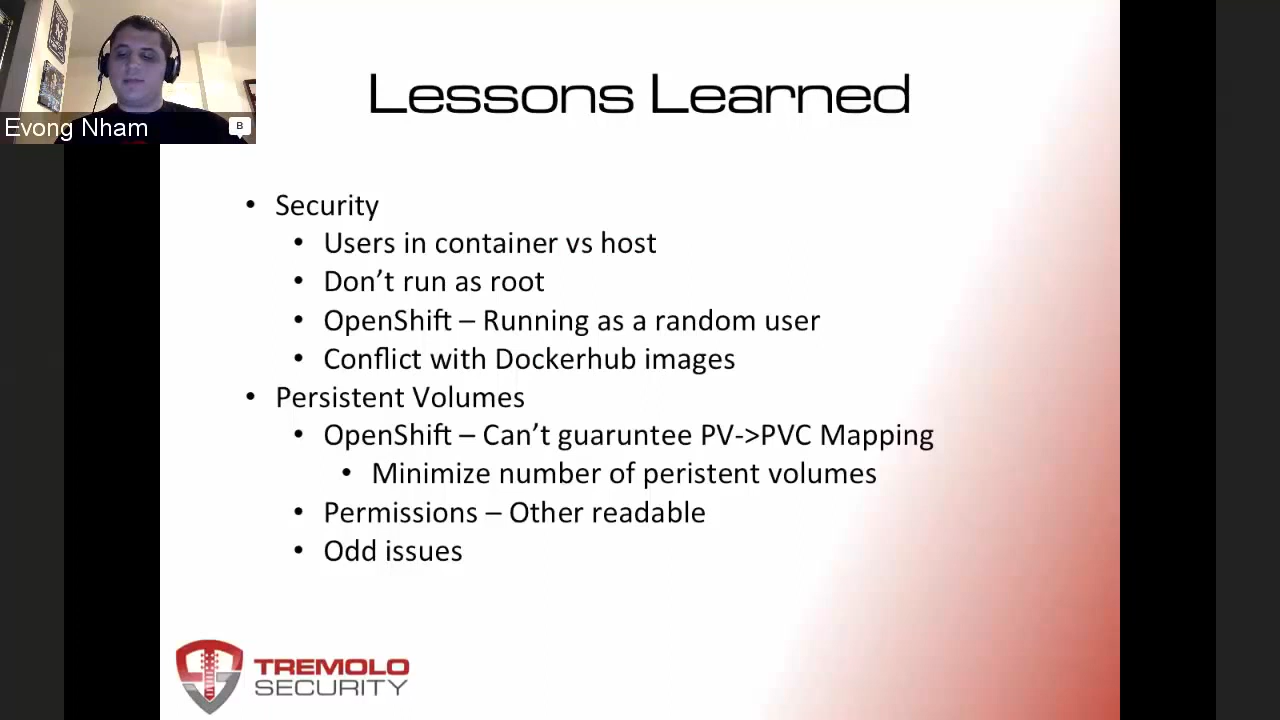 Evong Nham
B
Lessons Learned
• Security
• Users in container vs host
• Don’t run as root
• OpenShift – Running as a random user
• Conflict with Dockerhub images
• Persistent Volumes
• OpenShift – Can’t guaruntee PV->PVC Mapping
• Minimize number of peristent volumes
• Permissions – Other readable
• Odd issues
TREMOLO
SECURITY